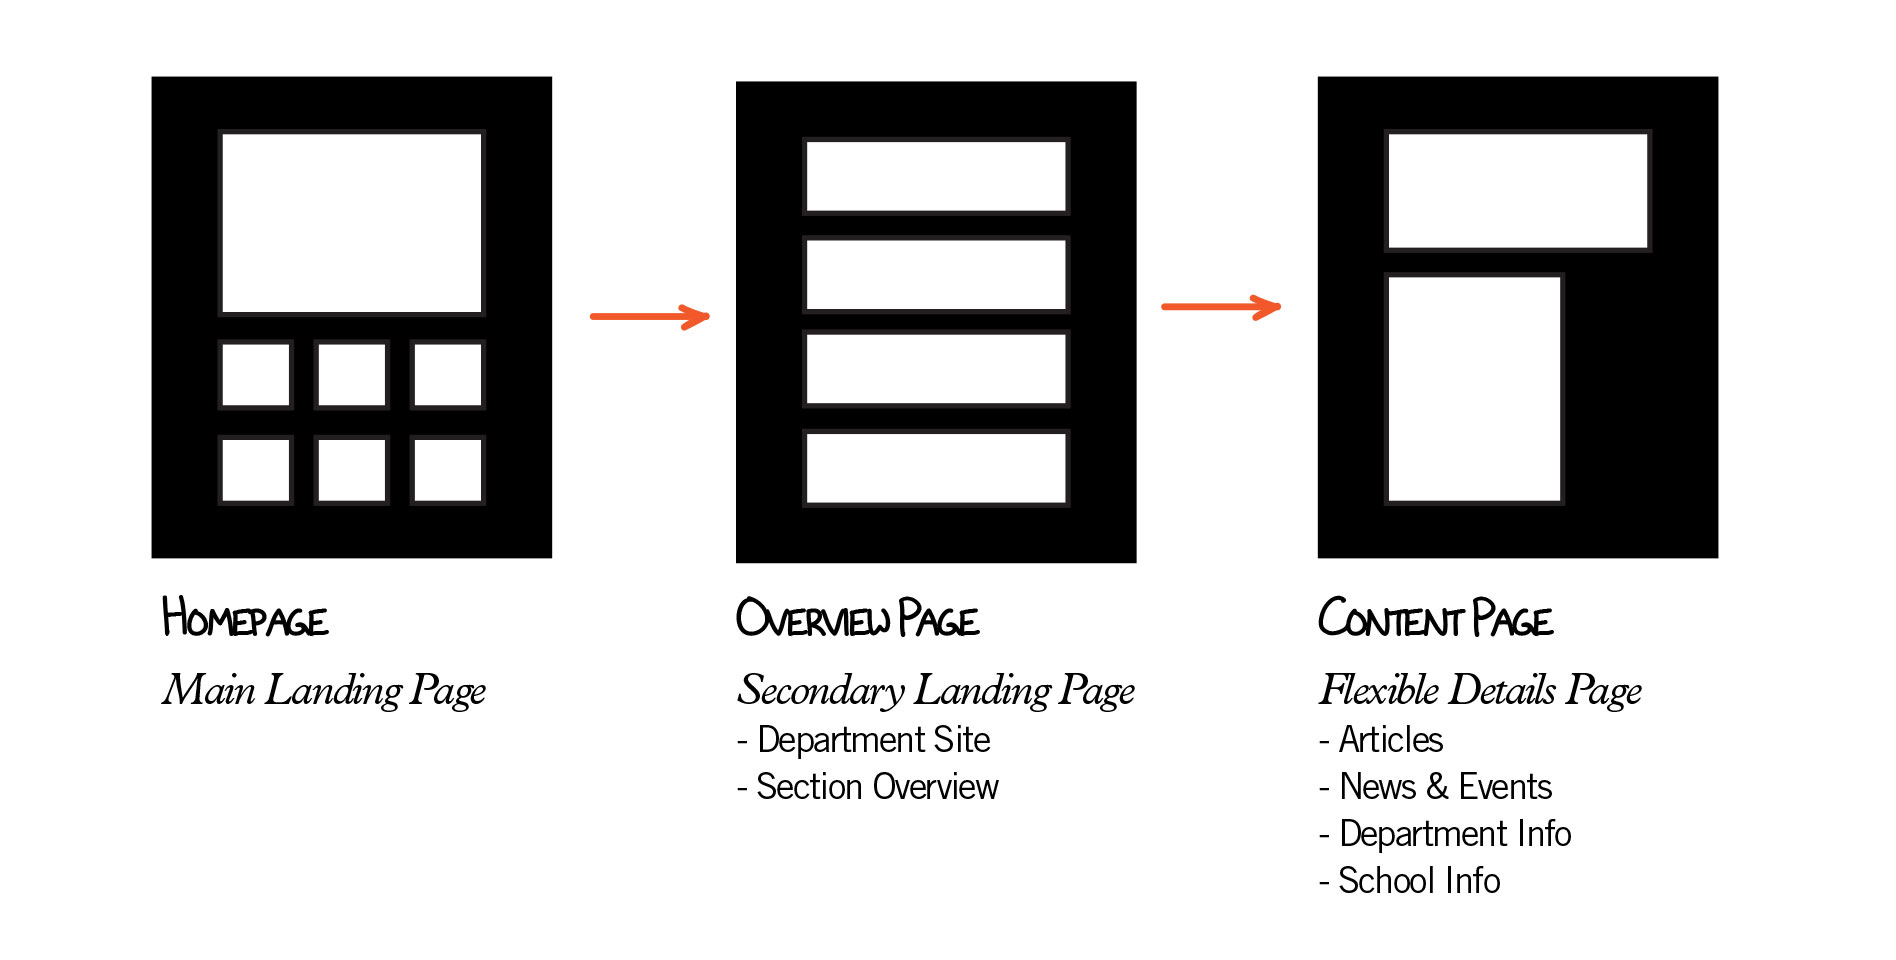 Homepage
Main Landing Page
Overview Page
Secondary Landing Page
- Department Site
- Section Overview
Content Page
Flexible Details Page
- Articles
- News & Events
- Department Info
- School Info